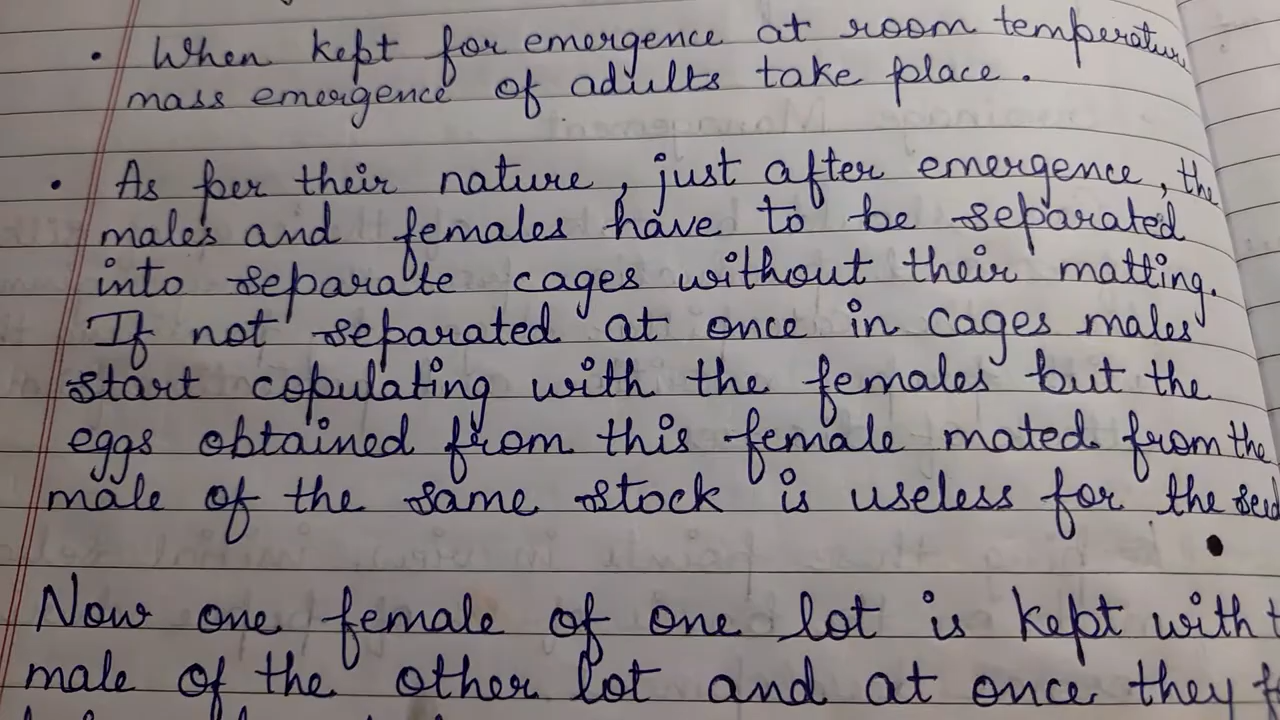 • When kept for emergence at room temperature
mass emergence of adults take place.
• As per their nature, just after emergence, the
males and females have to be separated
into separate cages without their matting.
If not separated at once in cages males
start copulating with the females but the
eggs obtained from this female mated from the
male of the same stock is useless for the seed
Now one female of one lot is kept with
male of the other lot and at once they